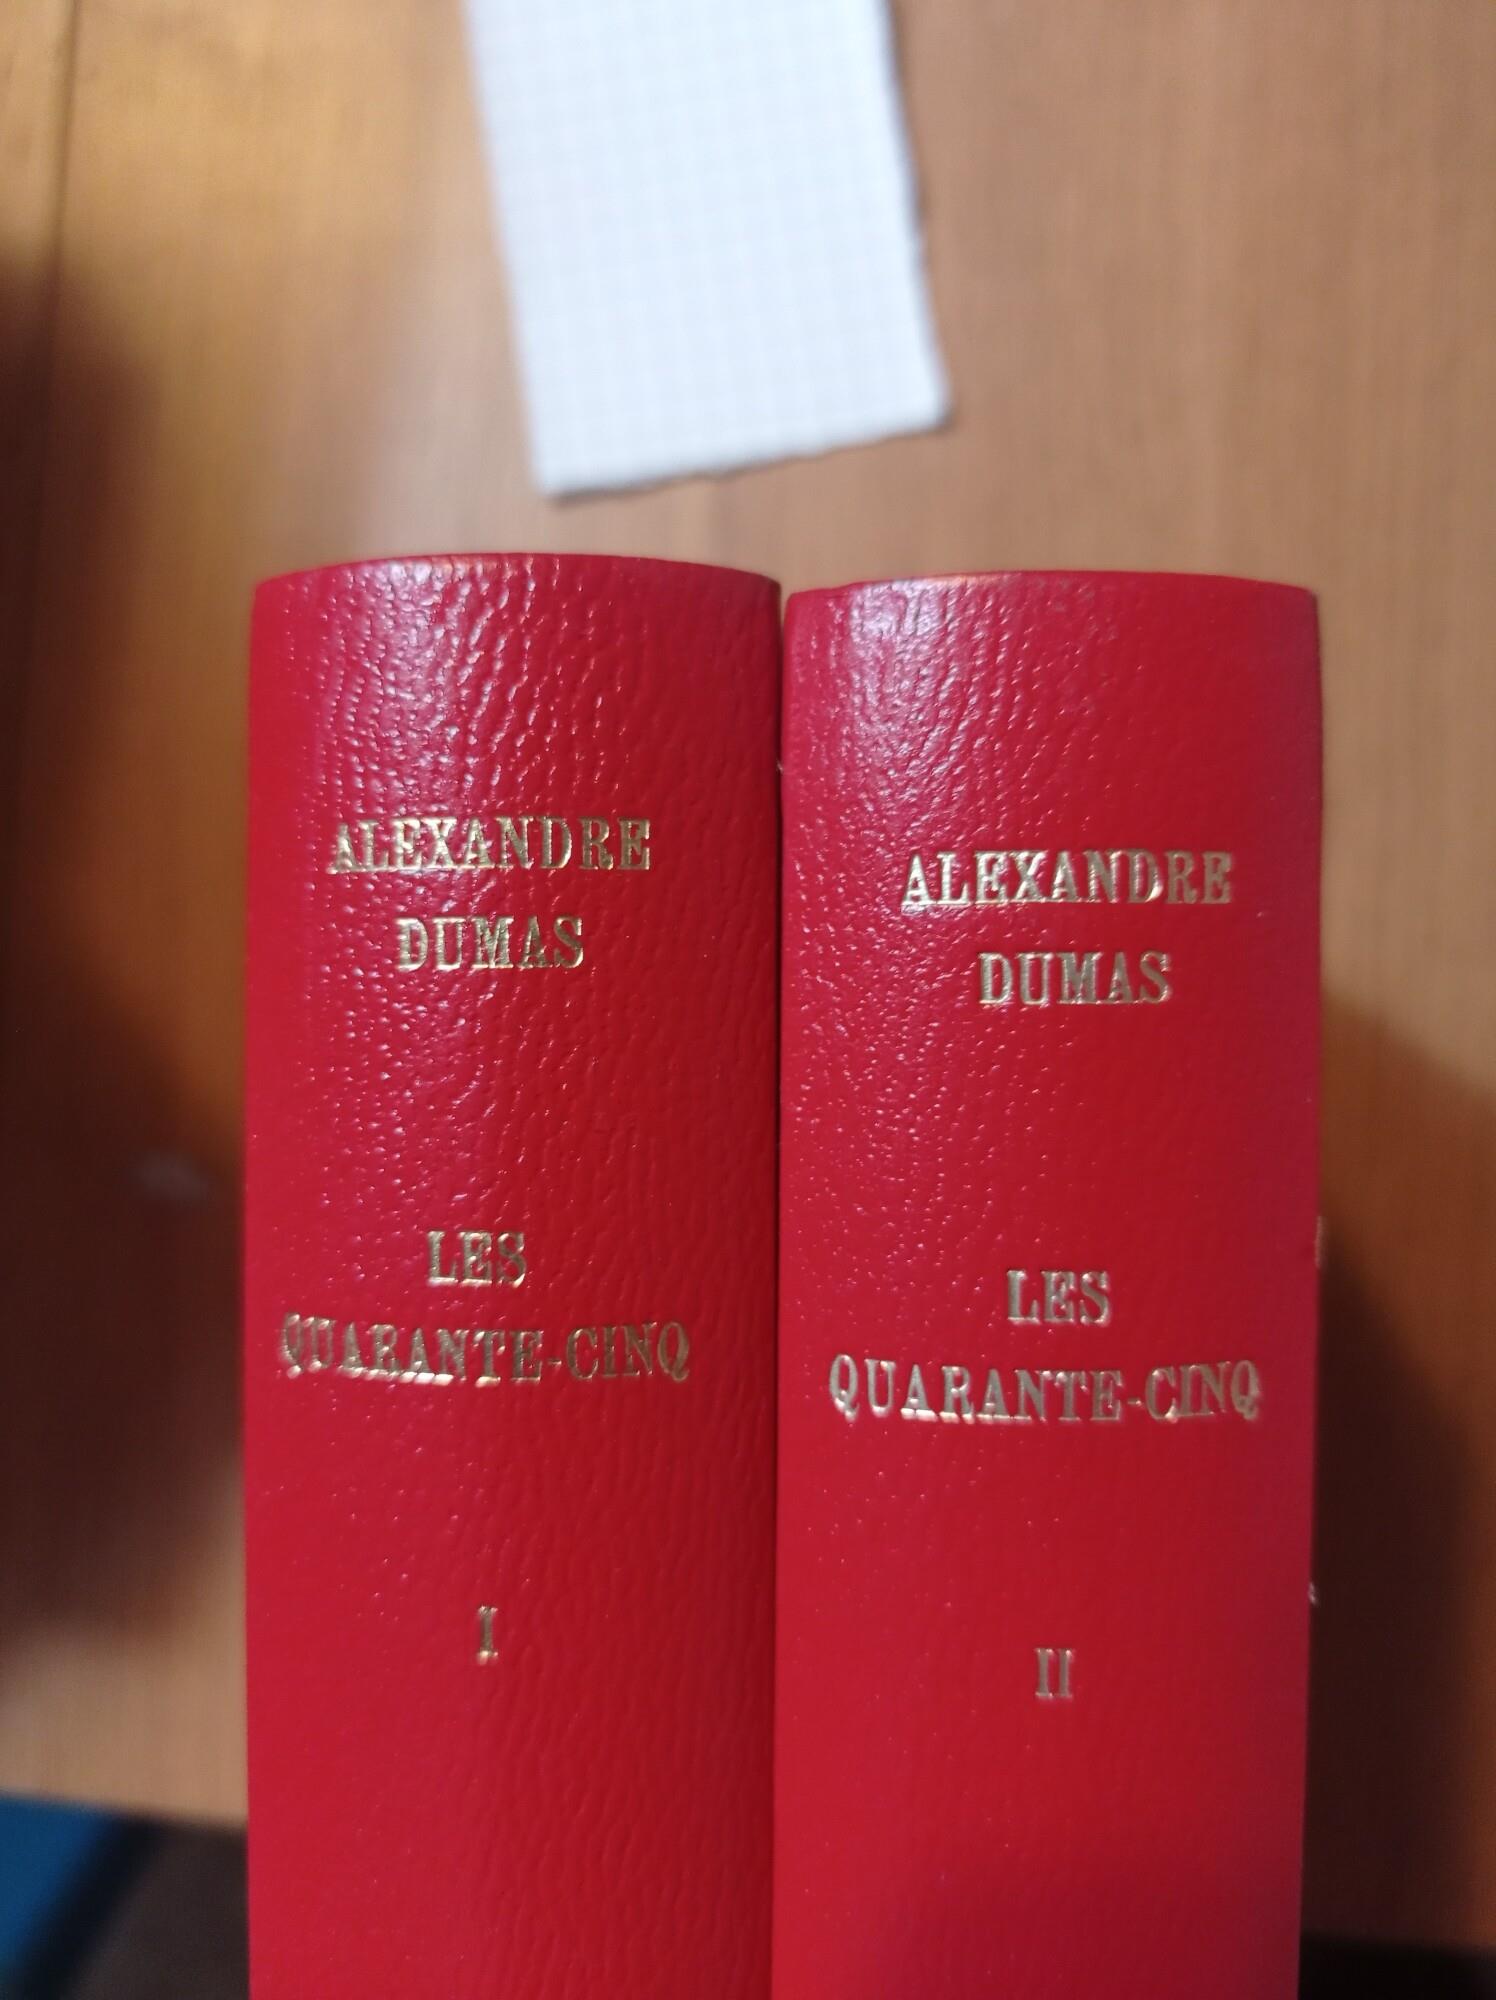 ALEXANDRE
DUMAS
LES
QUARANTE-CINQ
I
ALEXANDRE
DUMAS
LES
QUARANTE-CINQ
II